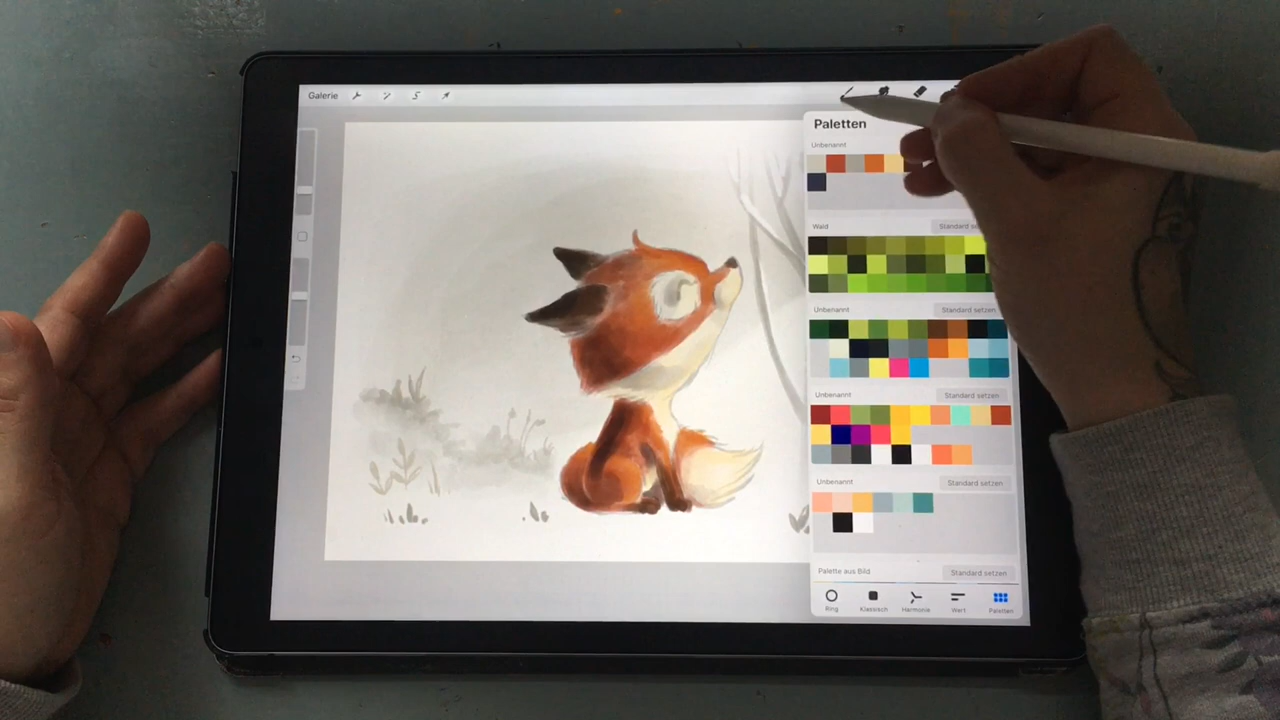 Galerie
Paletten
Unbenannt
Wald
Standard
Unbenannt
Standard setzen
Unbenannt
Standard setzen
Unbenannt
Standard setzen
Palette aus Bild
Standard setzen
Ring
Klassisch
Harmonie
Wert
Paletten